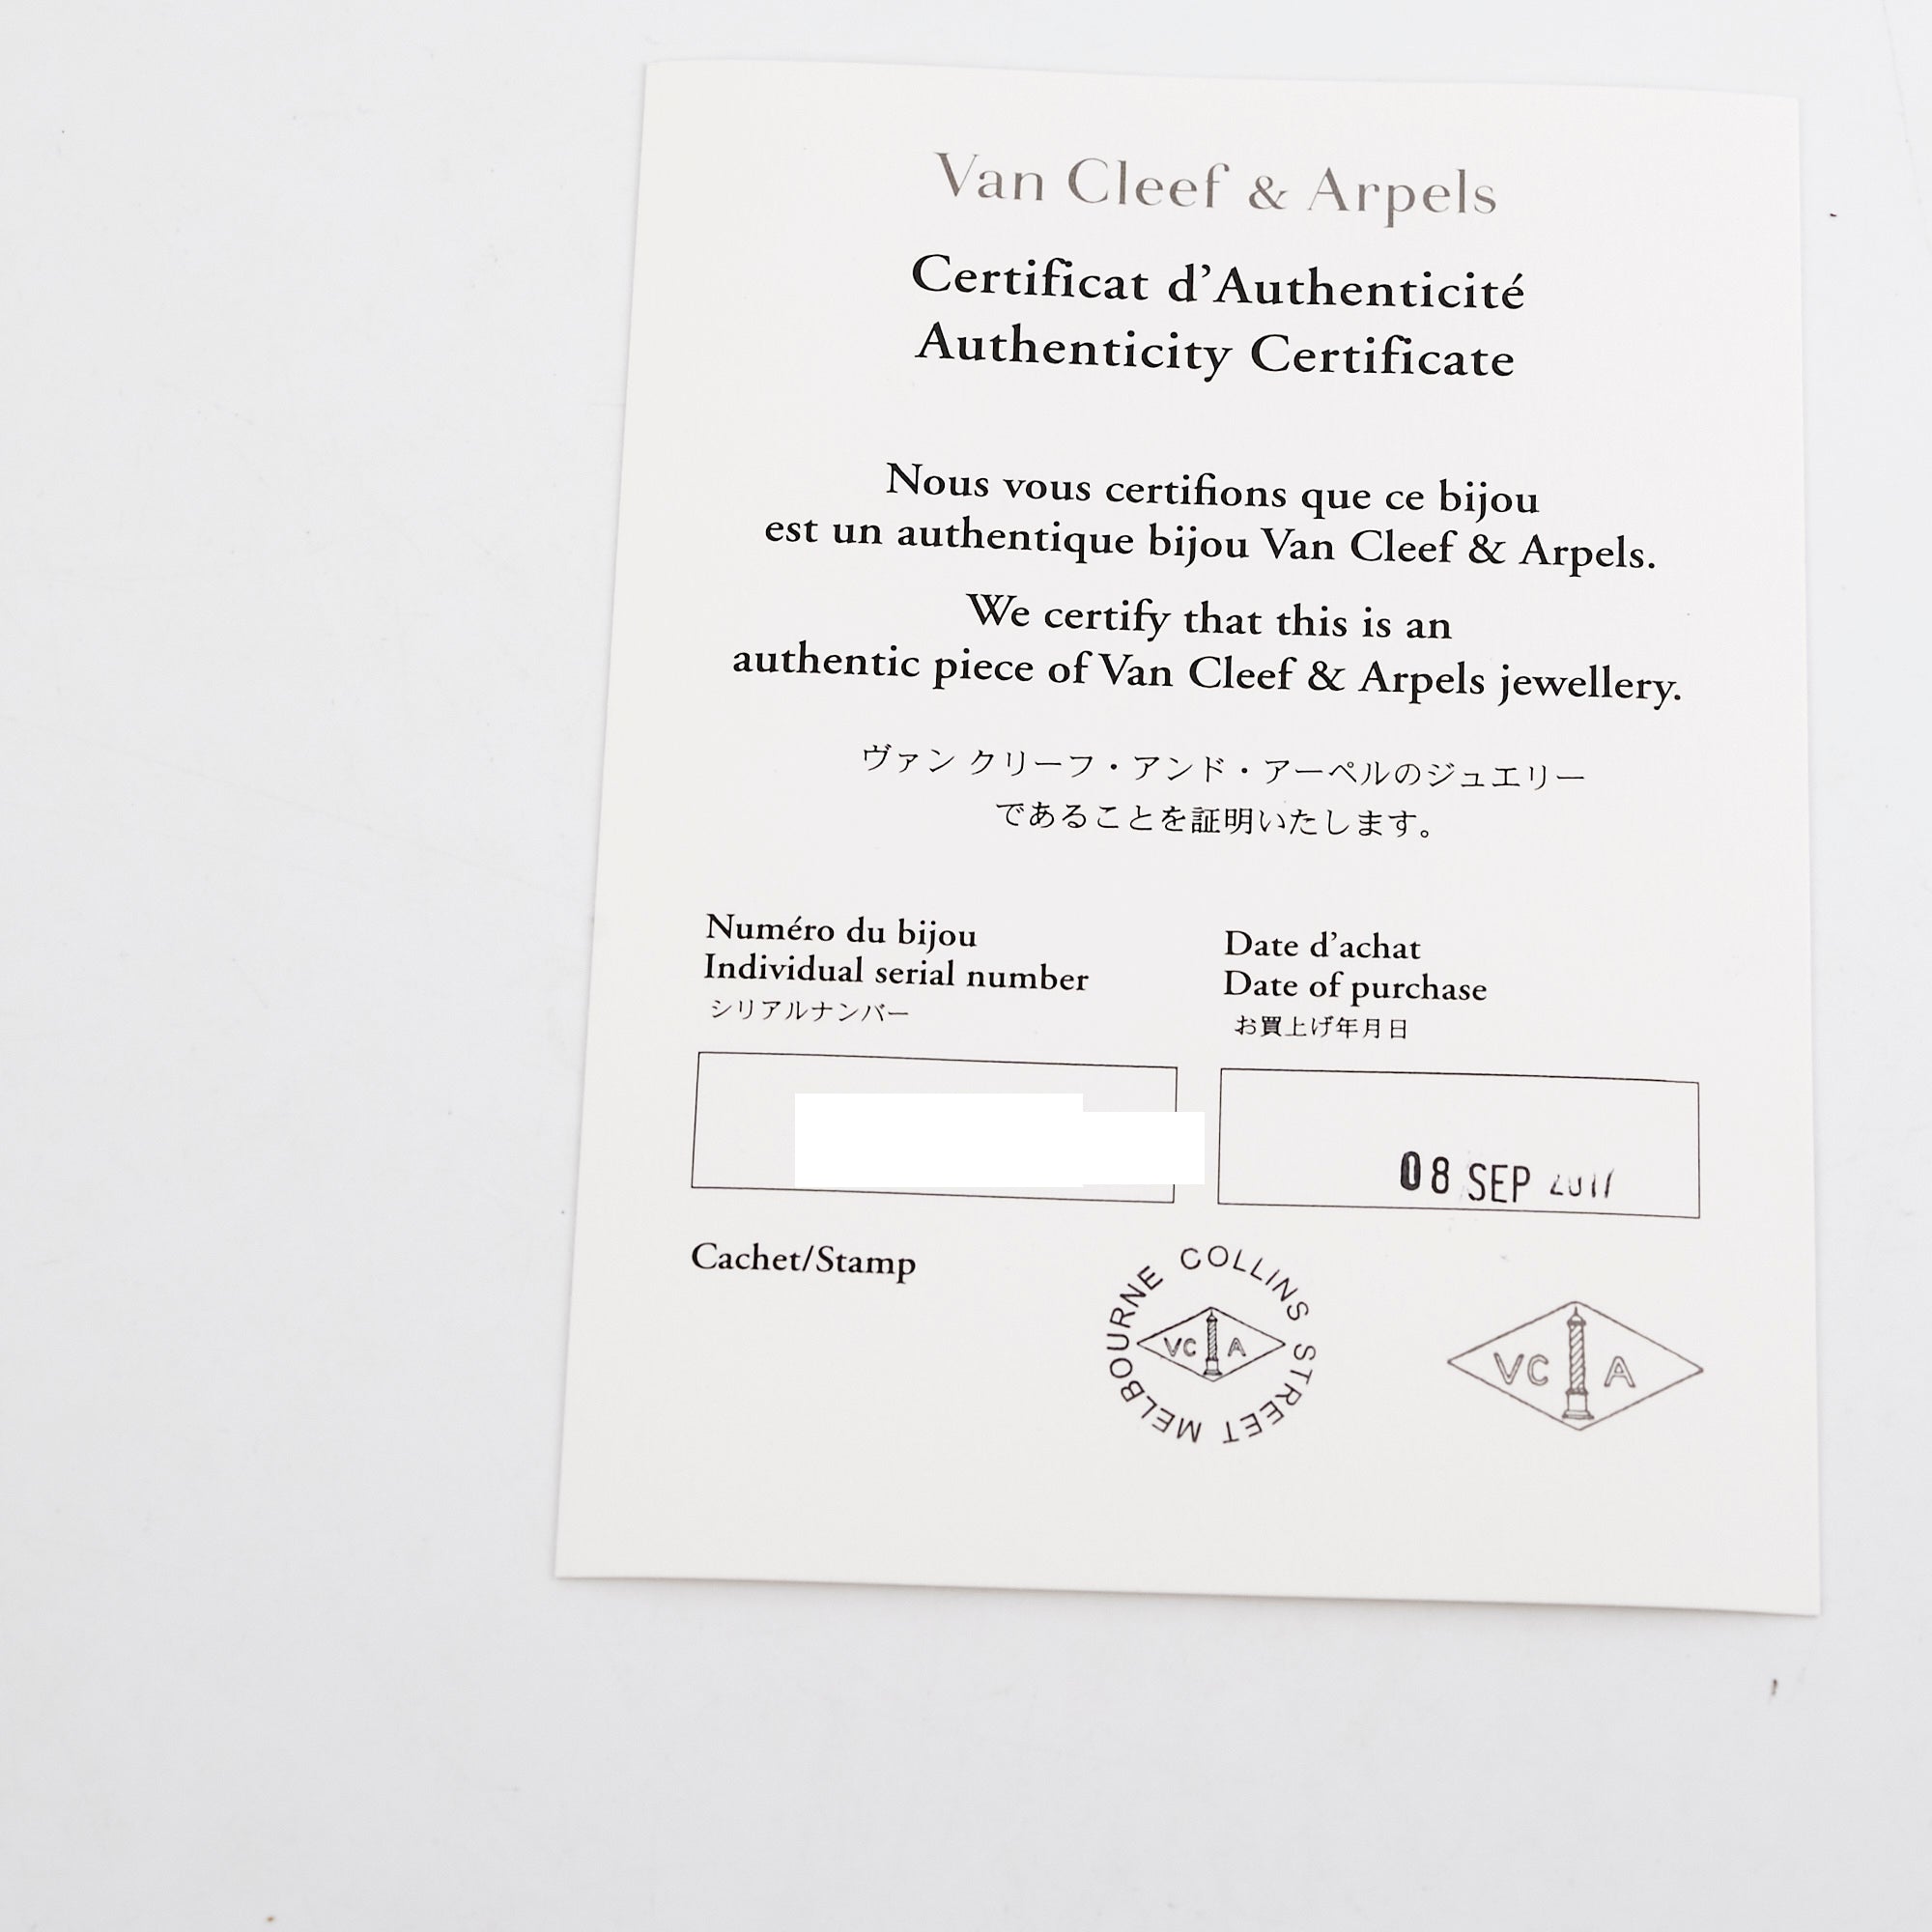 Van Cleef & Arpels
Certificat d'Authenticité
Authenticity Certificate
Nous vous certifions que ce bijou
est un authentique bijou Van Cleef & Arpels.
We certify that this is an
authentic piece of Van Cleef & Arpels jewellery.
ヴァン クリーフ・アンド・アーペルのジュエリー
であることを証明いたします。
Numéro du bijou
Individual serial number
シリアルナンバー
Date d'achat
Date of purchase
お買上げ年月日
08 SEP
Cachet/Stamp
MELBOURNE COLLINS STREET
VC A
VC A